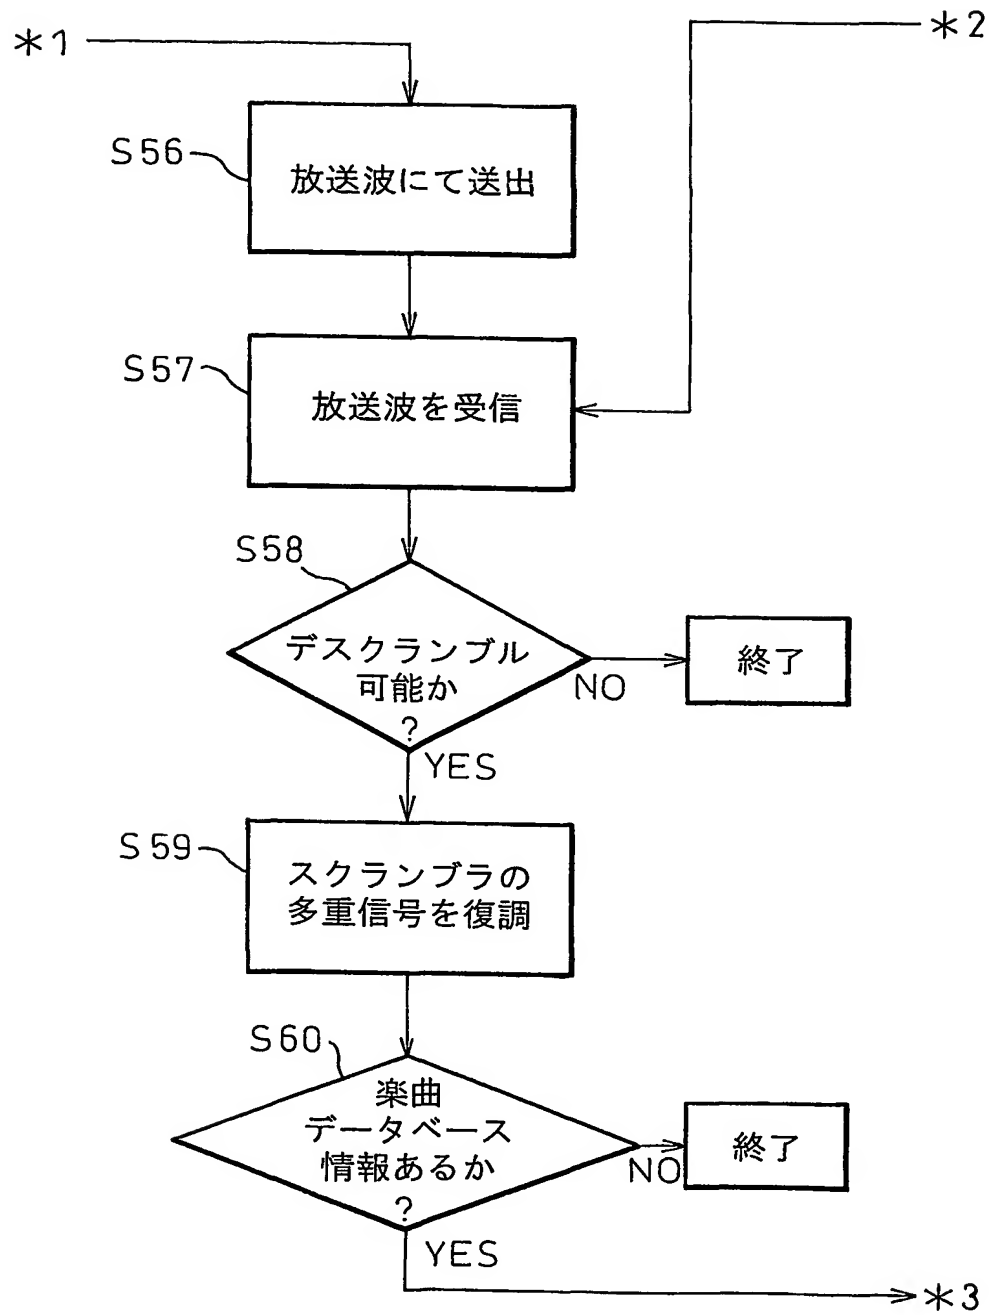 *1
*2
S56
放送波にて送出
S57
放送波を受信
S58
デスクランブル
可能か
?
NO
終了
YES
S59
スクランブラの
多重信号を復調
S60
楽曲
データベース
情報あるか
?
NO
終了
YES
*3